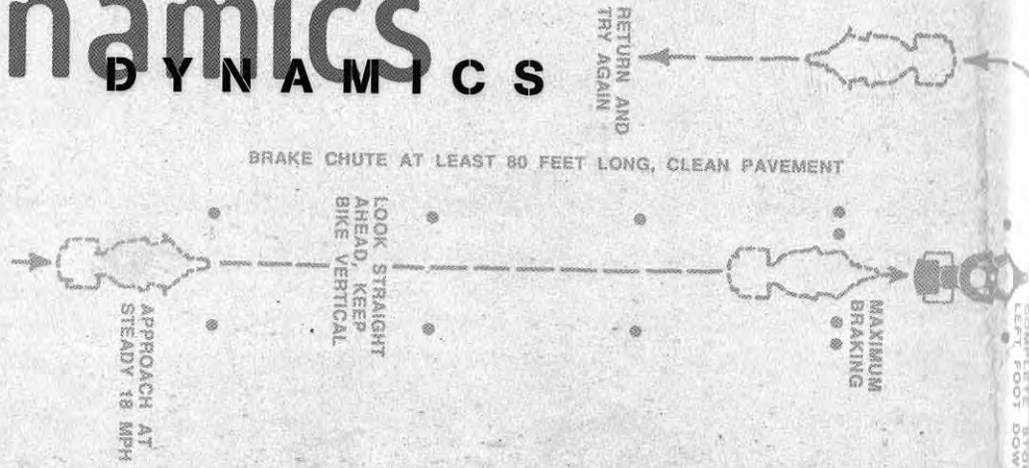 namics
DYNAMICS
RETURN AND
TRY AGAIN
BRAKE CHUTE AT LEAST 80 FEET LONG, CLEAN PAVEMENT
LOOK STRAIGHT
AHEAD, KEEP
BIKE VERTICAL
APPROACH AT
STEADY 18 MPH
MAXIMUM
BRAKING
LEFT FOOT DOW